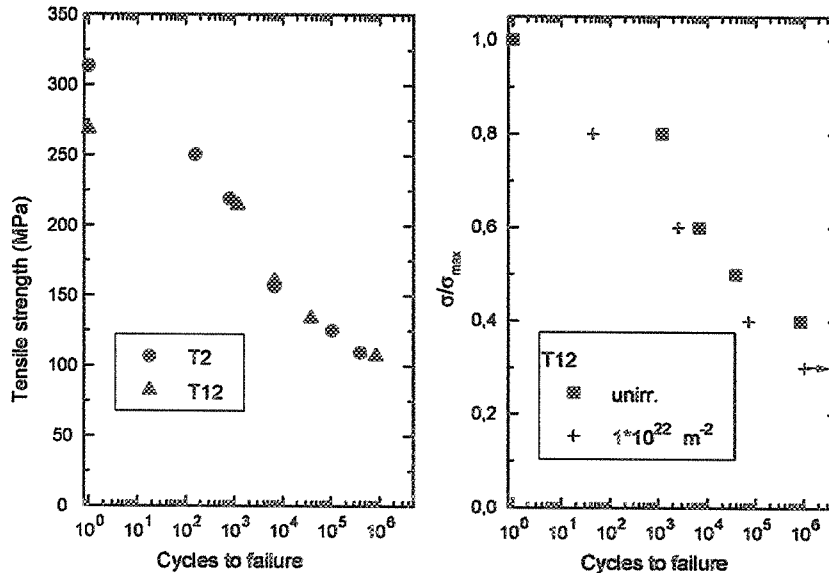 350
300
250
200
150
100
50
0
Tensile strength (MPa)
T2
T12
10^0 10^1 10^2 10^3 10^4 10^5 10^6
Cycles to failure
1,0
0,8
0,6
0,4
0,2
0,0
σ/σmax
T12
unirr.
1*10^22 m^-2
10^0 10^1 10^2 10^3 10^4 10^5 10^6
Cycles to failure